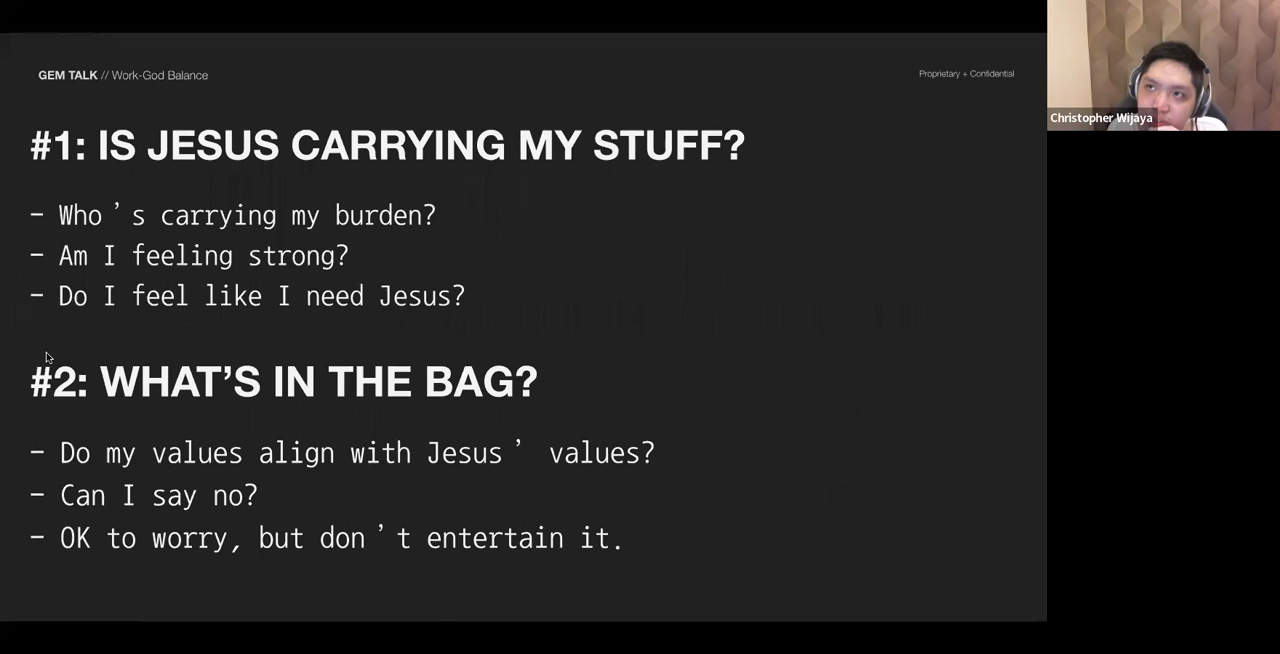 GEM TALK // Work-God Balance
Proprietary + Confidential
#1: IS JESUS CARRYING MY STUFF?
– Who’s carrying my burden?
– Am I feeling strong?
– Do I feel like I need Jesus?
#2: WHAT’S IN THE BAG?
– Do my values align with Jesus’ values?
– Can I say no?
– OK to worry, but don’t entertain it.
Christopher Wijaya